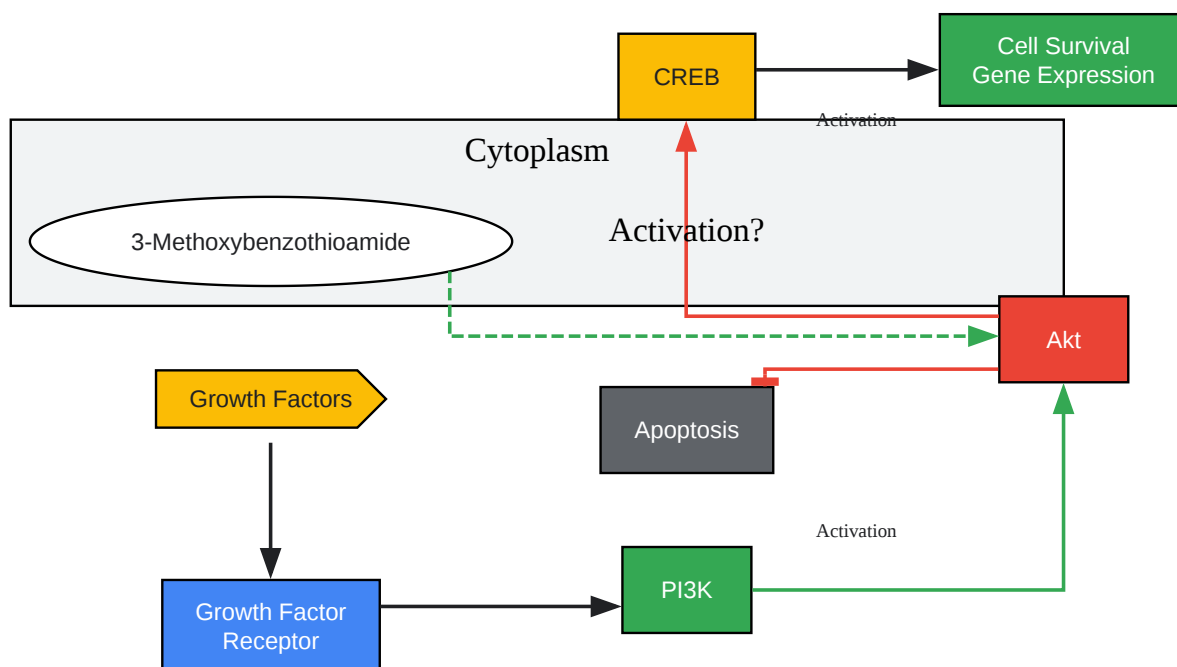 Cell Survival
Gene Expression
CREB
Activation
Cytoplasm
Activation?
3-Methoxybenzothioamide
Akt
Growth Factors
Apoptosis
Activation
PI3K
Growth Factor
Receptor